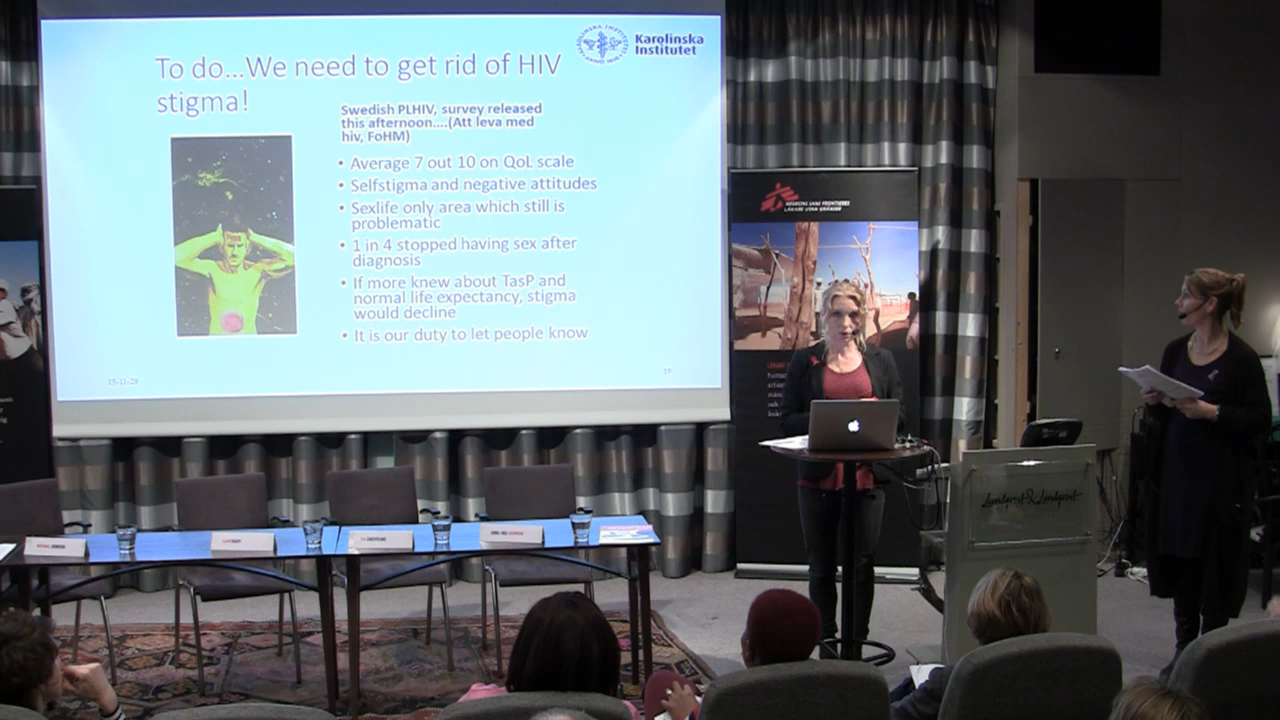 To do...We need to get rid of HIV
stigma!
Karolinska
Institutet
Swedish PLHIV, survey released
this afternoon....(Att leva med
hiv, FoHM)
• Average 7 out 10 on QoL scale
• Selfstigma and negative attitudes
• Sexlife only area which still is
problematic
• 1 in 4 stopped having sex after
diagnosis
• If more knew about TasP and
normal life expectancy, stigma
would decline
• It is our duty to let people know
15-11-20
19
MEDECINS SANS FRONTIERES
LÄKARE UTAN GRÄNSER
Lundqvist & Lindqvist